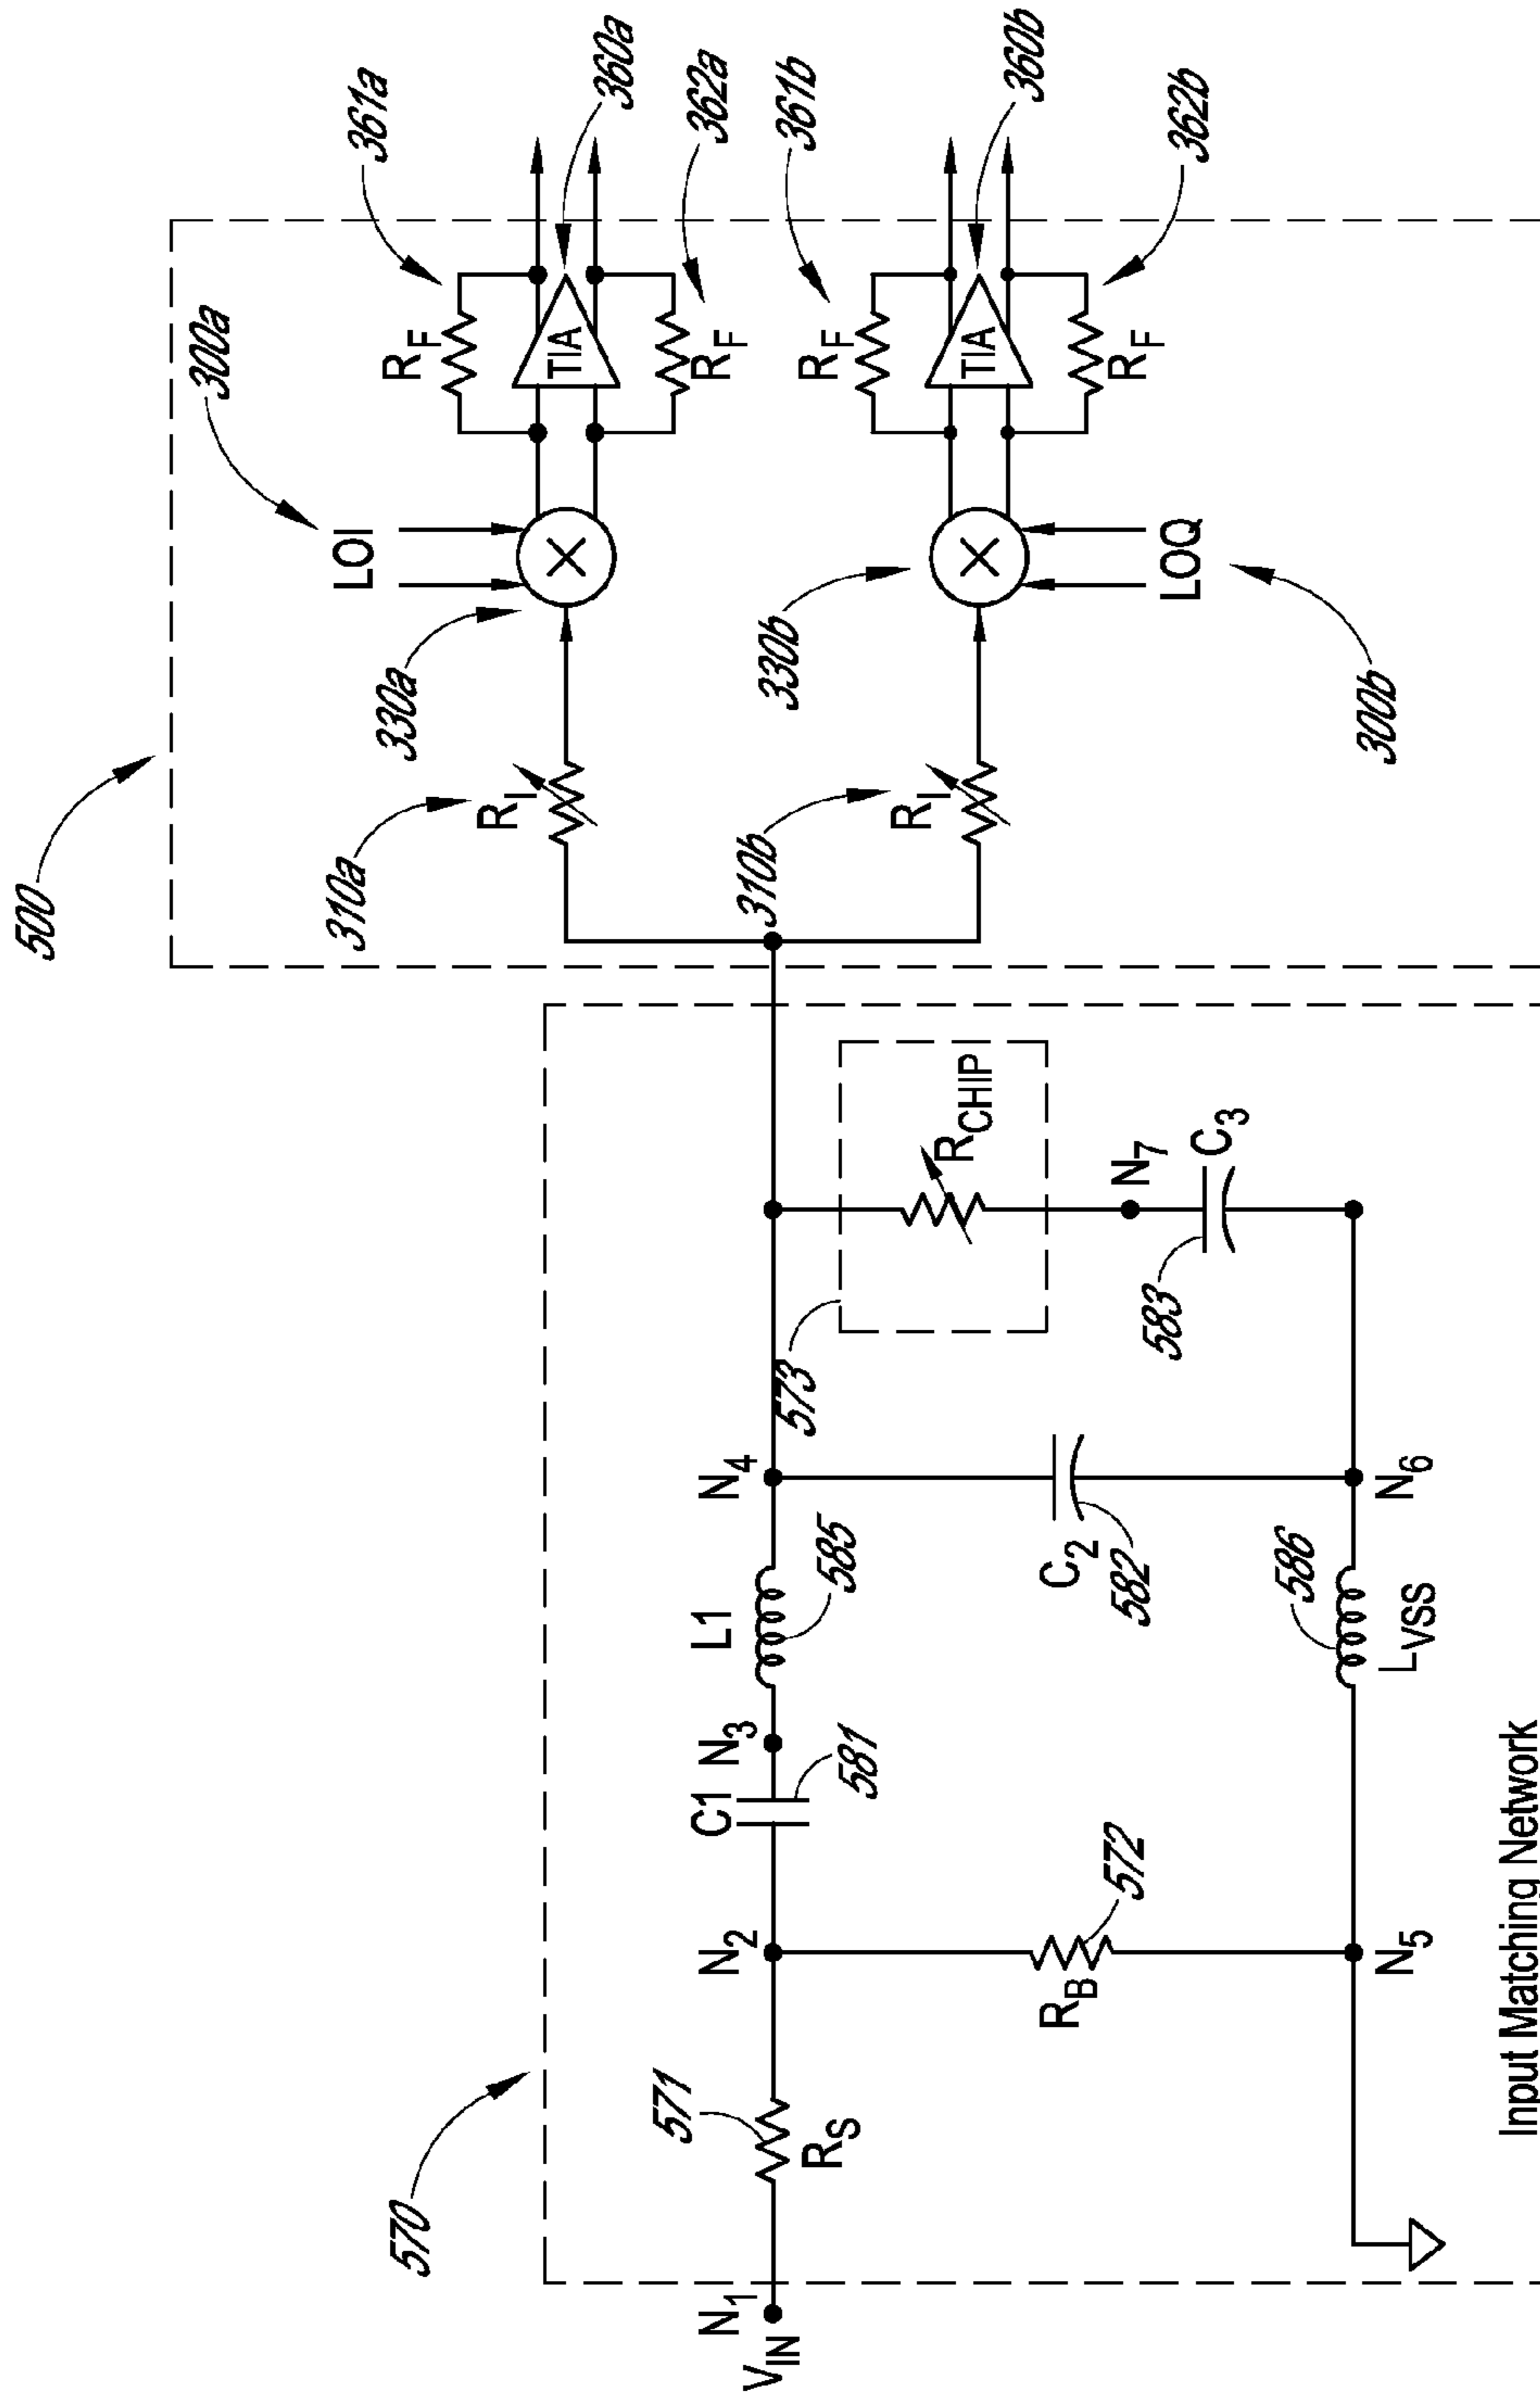 500
300a
361a
360a
362a
361b
360b
362b
LOI
R_F
TIA
R_F
330a
310a
R_I
R_F
TIA
R_F
330b
LOQ
300b
310b
R_I
570
V_IN
N_1
571
R_S
N_2
C1
N_3
581
L1
585
N_4
573
R_CHIP
N_7
C_3
583
R_B
572
C_2
582
N_5
L_VSS
586
N_6
Input Matching Network